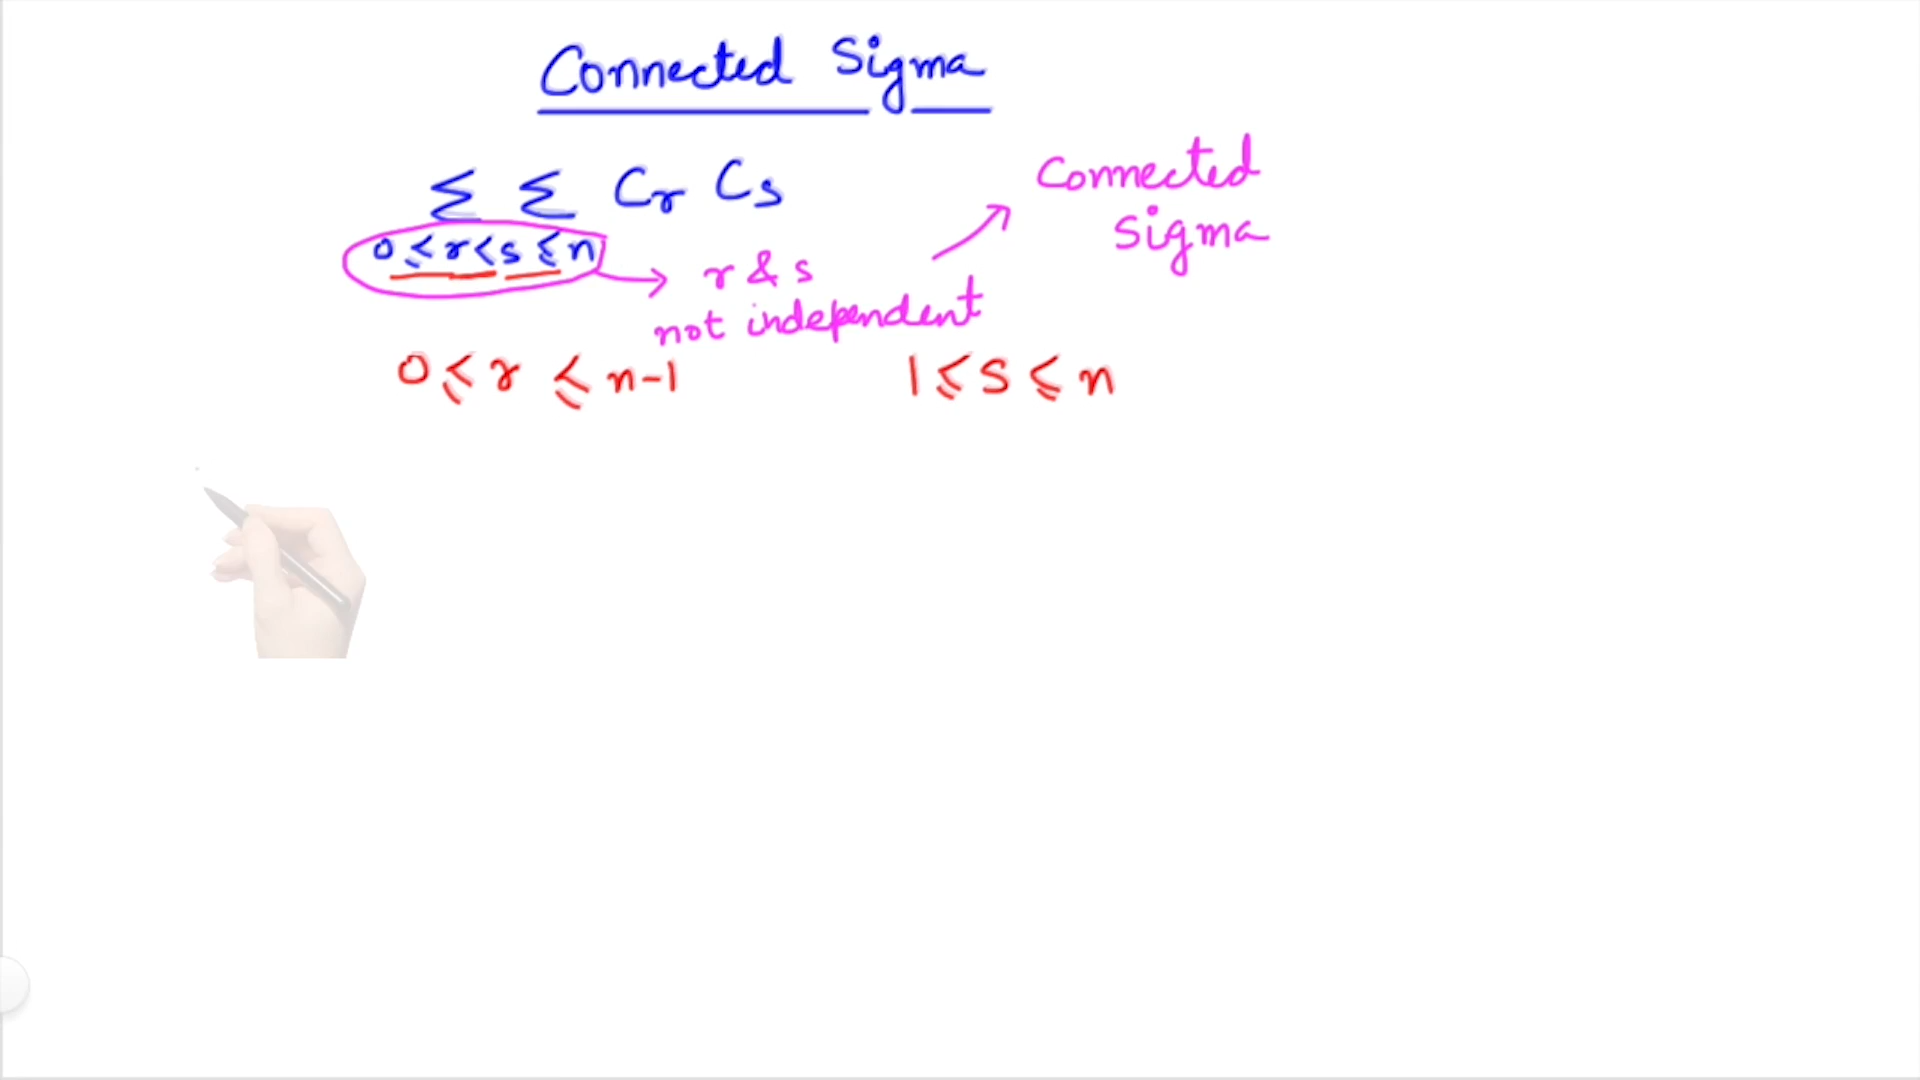 Connected Sigma
Σ Σ Cr Cs
0≤r<s≤n
r & s
not independent
Connected
Sigma
0≤r≤n-1
1≤s≤n